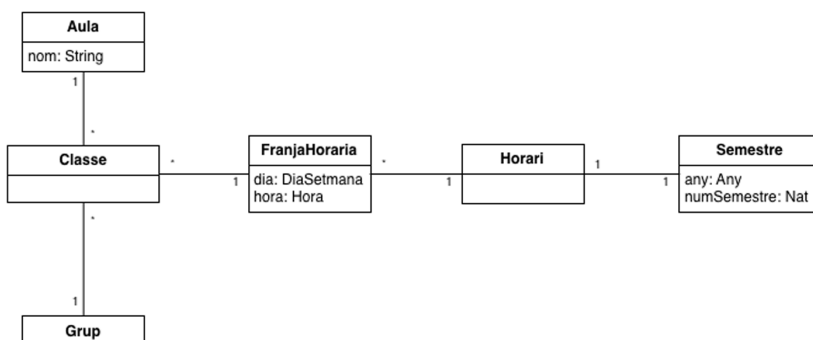 Aula
nom: String
1
*
Classe
*
1
FranjaHoraria
dia: DiaSetmana
hora: Hora
*
1
Horari
1
1
Semestre
any: Any
numSemestre: Nat
*
1
Grup